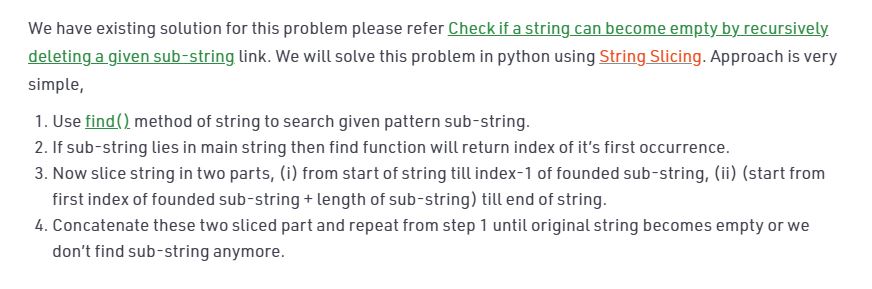 We have existing solution for this problem please refer Check if a string can become empty by recursively
deleting a given sub-string link. We will solve this problem in python using String Slicing. Approach is very
simple,
1. Use find() method of string to search given pattern sub-string.
2. If sub-string lies in main string then find function will return index of it's first occurrence.
3. Now slice string in two parts, (i) from start of string till index-1 of founded sub-string, (ii) (start from
first index of founded sub-string + length of sub-string) till end of string.
4. Concatenate these two sliced part and repeat from step 1 until original string becomes empty or we
don't find sub-string anymore.